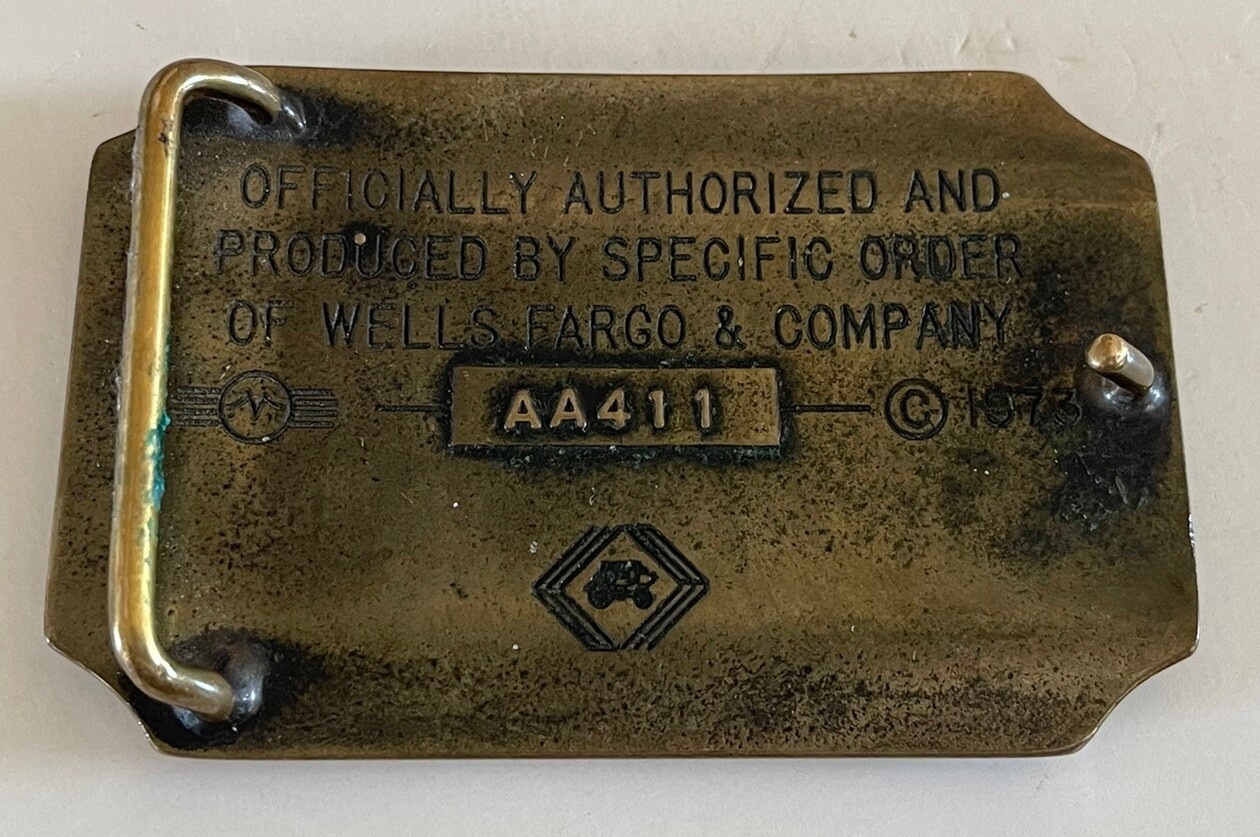 OFFICIALLY AUTHORIZED AND
PRODUCED BY SPECIFIC ORDER
OF WELLS FARGO & COMPANY
AA411 © 1973